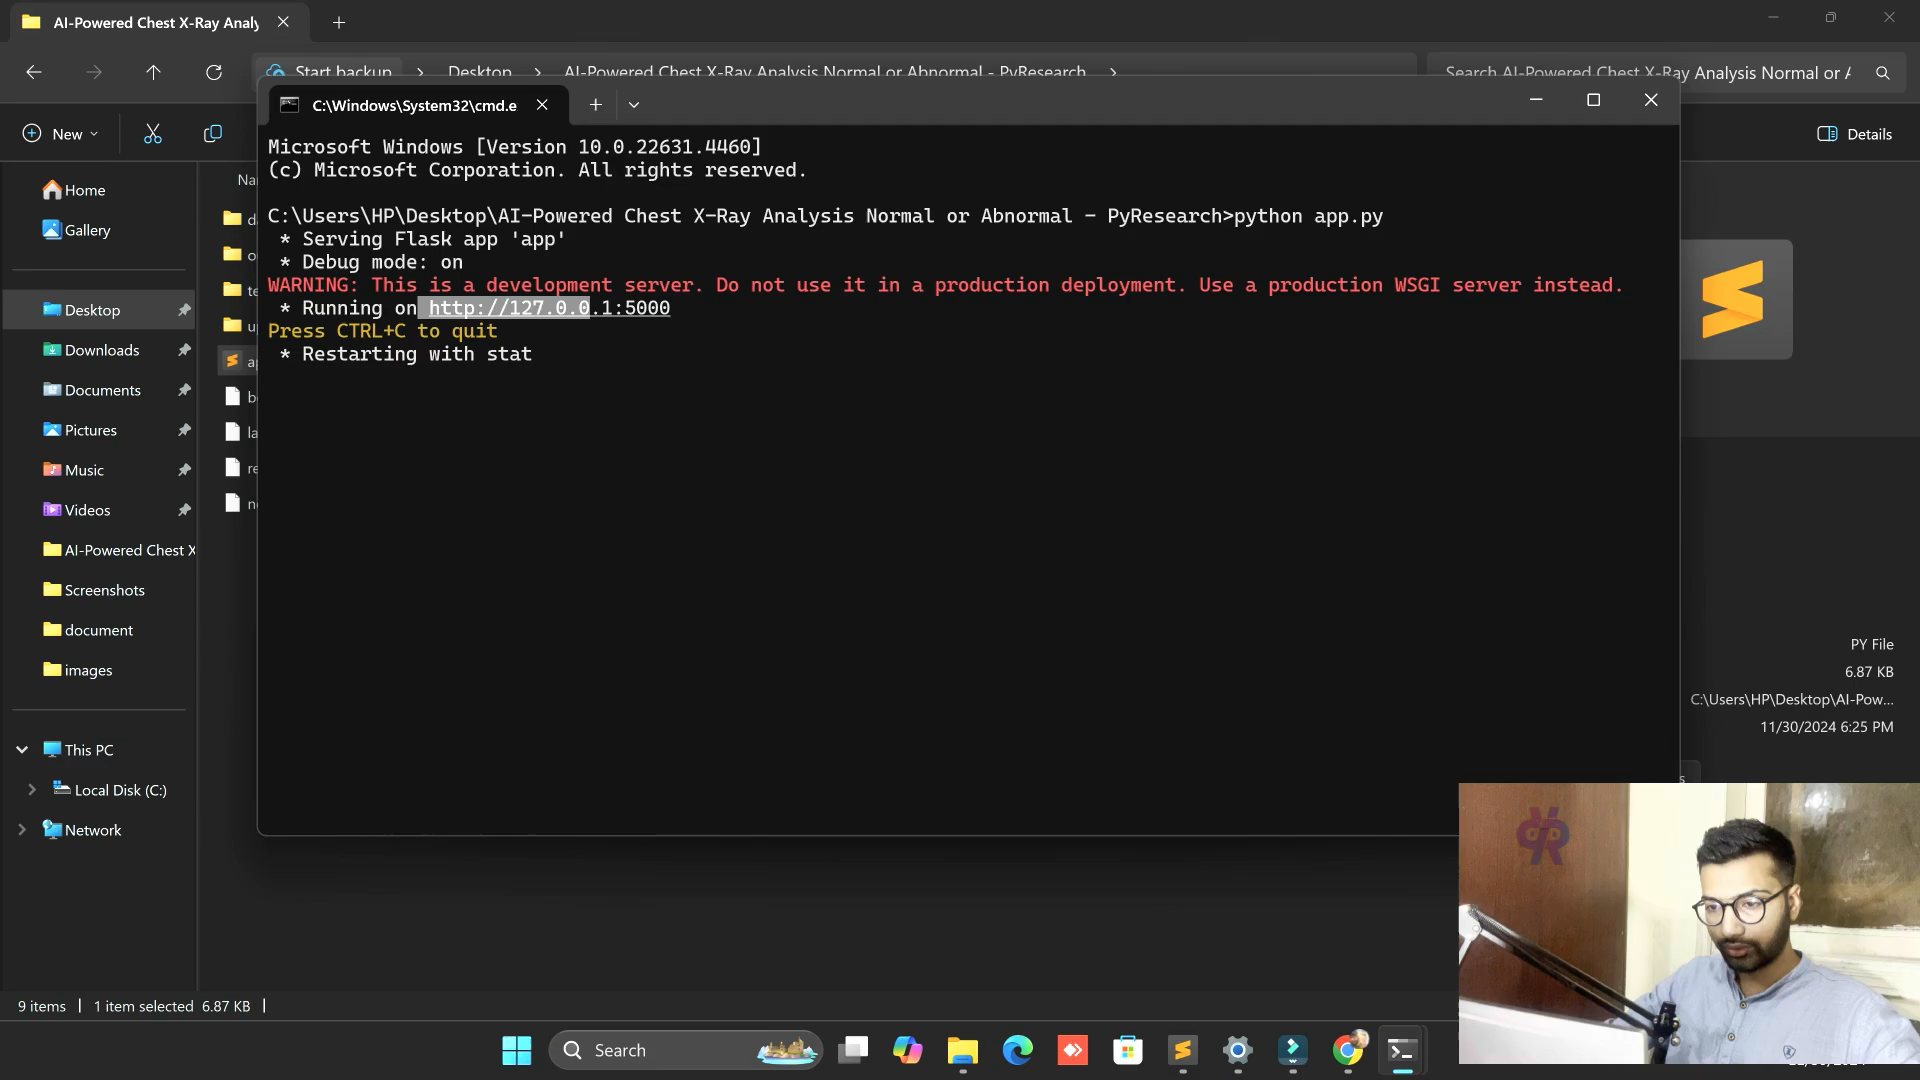 AI-Powered Chest X-Ray Analy
Start backup > Desktop > AI-Powered Chest X-Ray Analysis Normal or Abnormal - PyResearch >
Search AI-Powered Chest X-Ray Analysis Normal or A
C:\Windows\System32\cmd.e
New
Details
Microsoft Windows [Version 10.0.22631.4460]
(c) Microsoft Corporation. All rights reserved.
C:\Users\HP\Desktop\AI-Powered Chest X-Ray Analysis Normal or Abnormal - PyResearch>python app.py
* Serving Flask app 'app'
* Debug mode: on
WARNING: This is a development server. Do not use it in a production deployment. Use a production WSGI server instead.
* Running on http://127.0.0.1:5000
Press CTRL+C to quit
* Restarting with stat
Home
Gallery
Desktop
Downloads
Documents
Pictures
Music
Videos
AI-Powered Chest X
Screenshots
document
images
This PC
Local Disk (C:)
Network
Na
PY File
6.87 KB
C:\Users\HP\Desktop\AI-Pow...
11/30/2024 6:25 PM
9 items | 1 item selected 6.87 KB |
Search